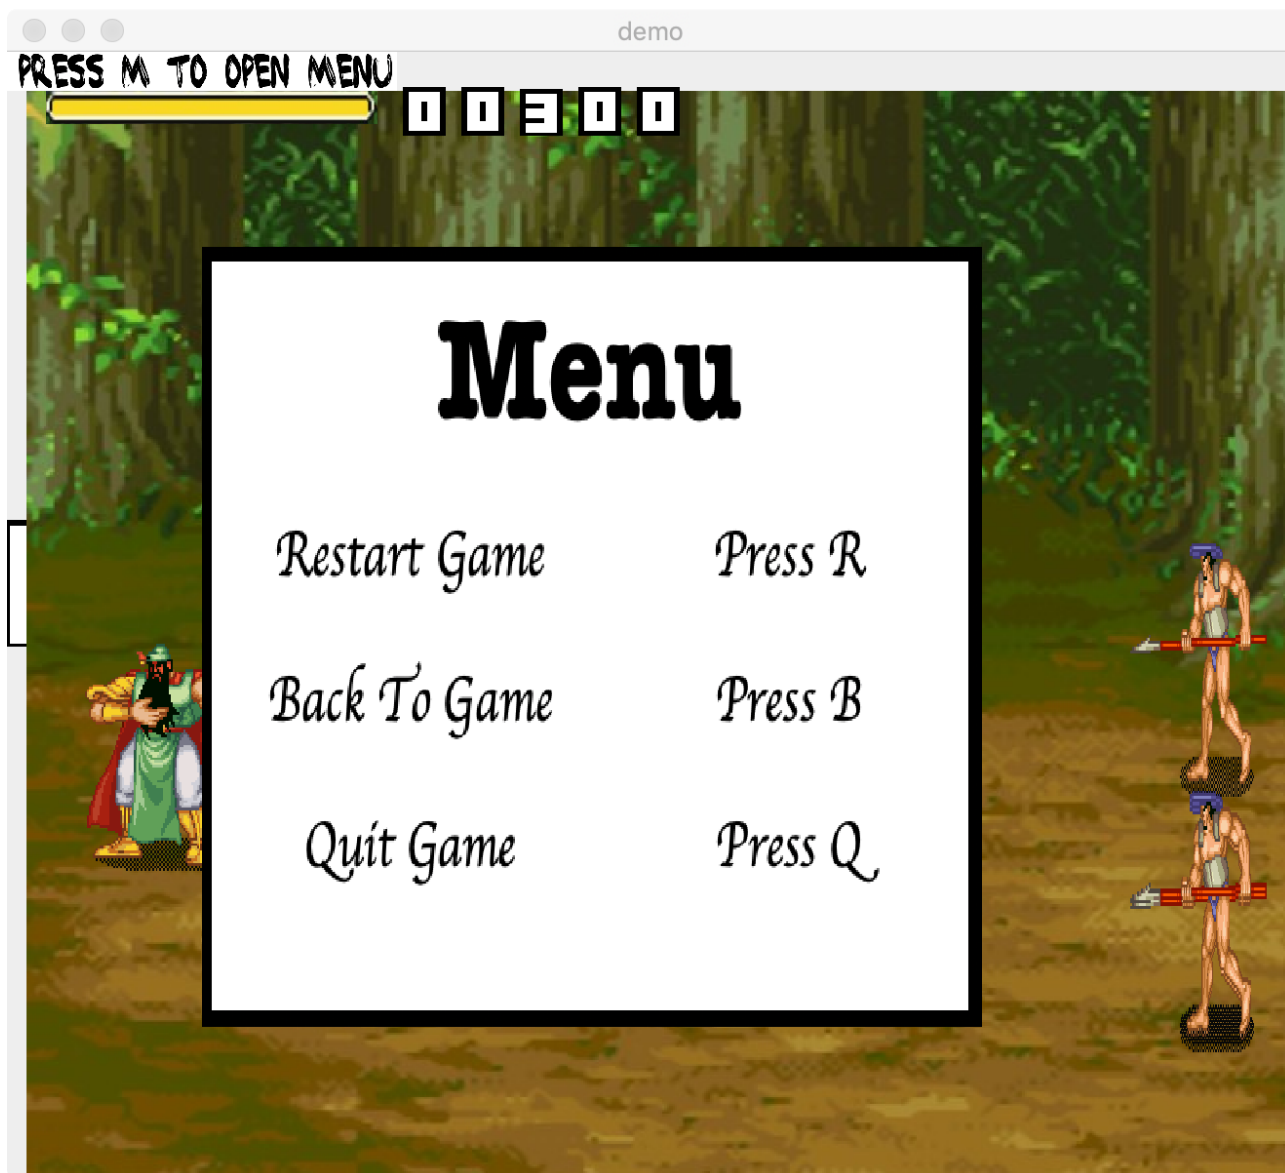 demo
PRESS M TO OPEN MENU
00300
Menu
Restart Game Press R
Back To Game Press B
Quit Game Press Q